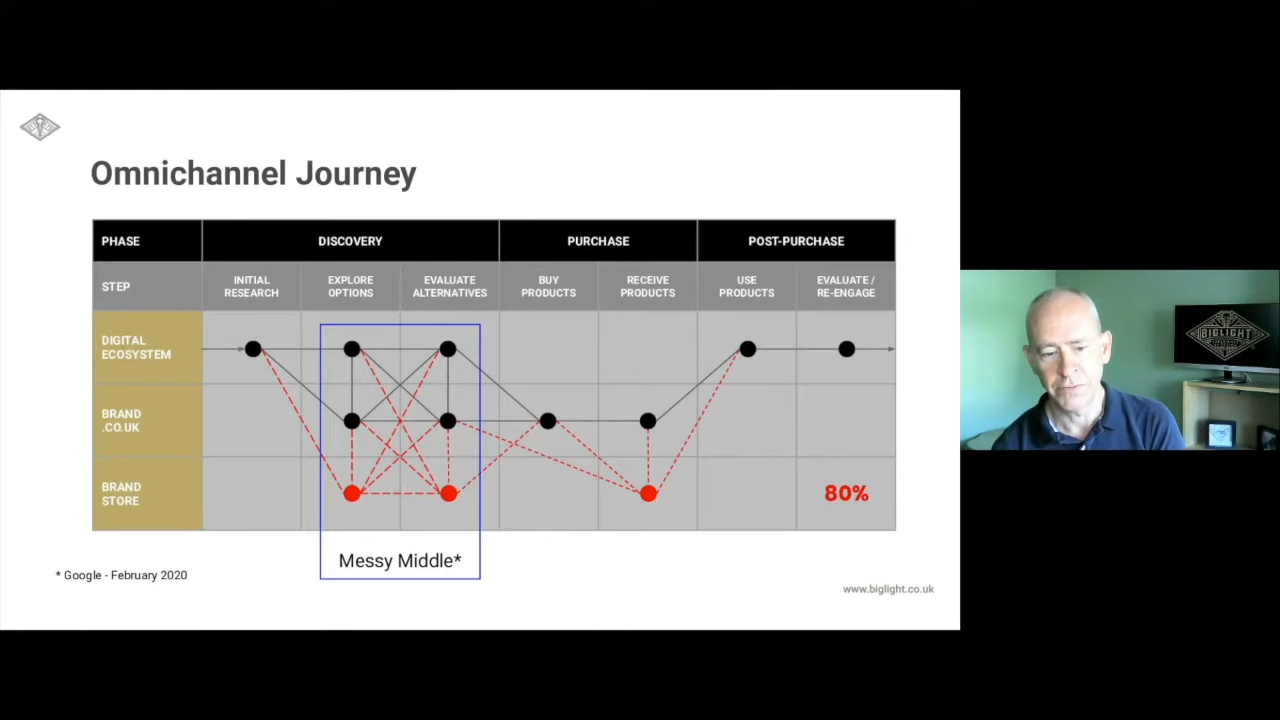 Omnichannel Journey
PHASE
DISCOVERY
PURCHASE
POST-PURCHASE
STEP
INITIAL
RESEARCH
EXPLORE
OPTIONS
EVALUATE
ALTERNATIVES
BUY
PRODUCTS
RECEIVE
PRODUCTS
USE
PRODUCTS
EVALUATE /
RE-ENGAGE
DIGITAL
ECOSYSTEM
BRAND
.CO.UK
BRAND
STORE
80%
Messy Middle*
* Google - February 2020
www.biglight.co.uk
BIGLIGHT